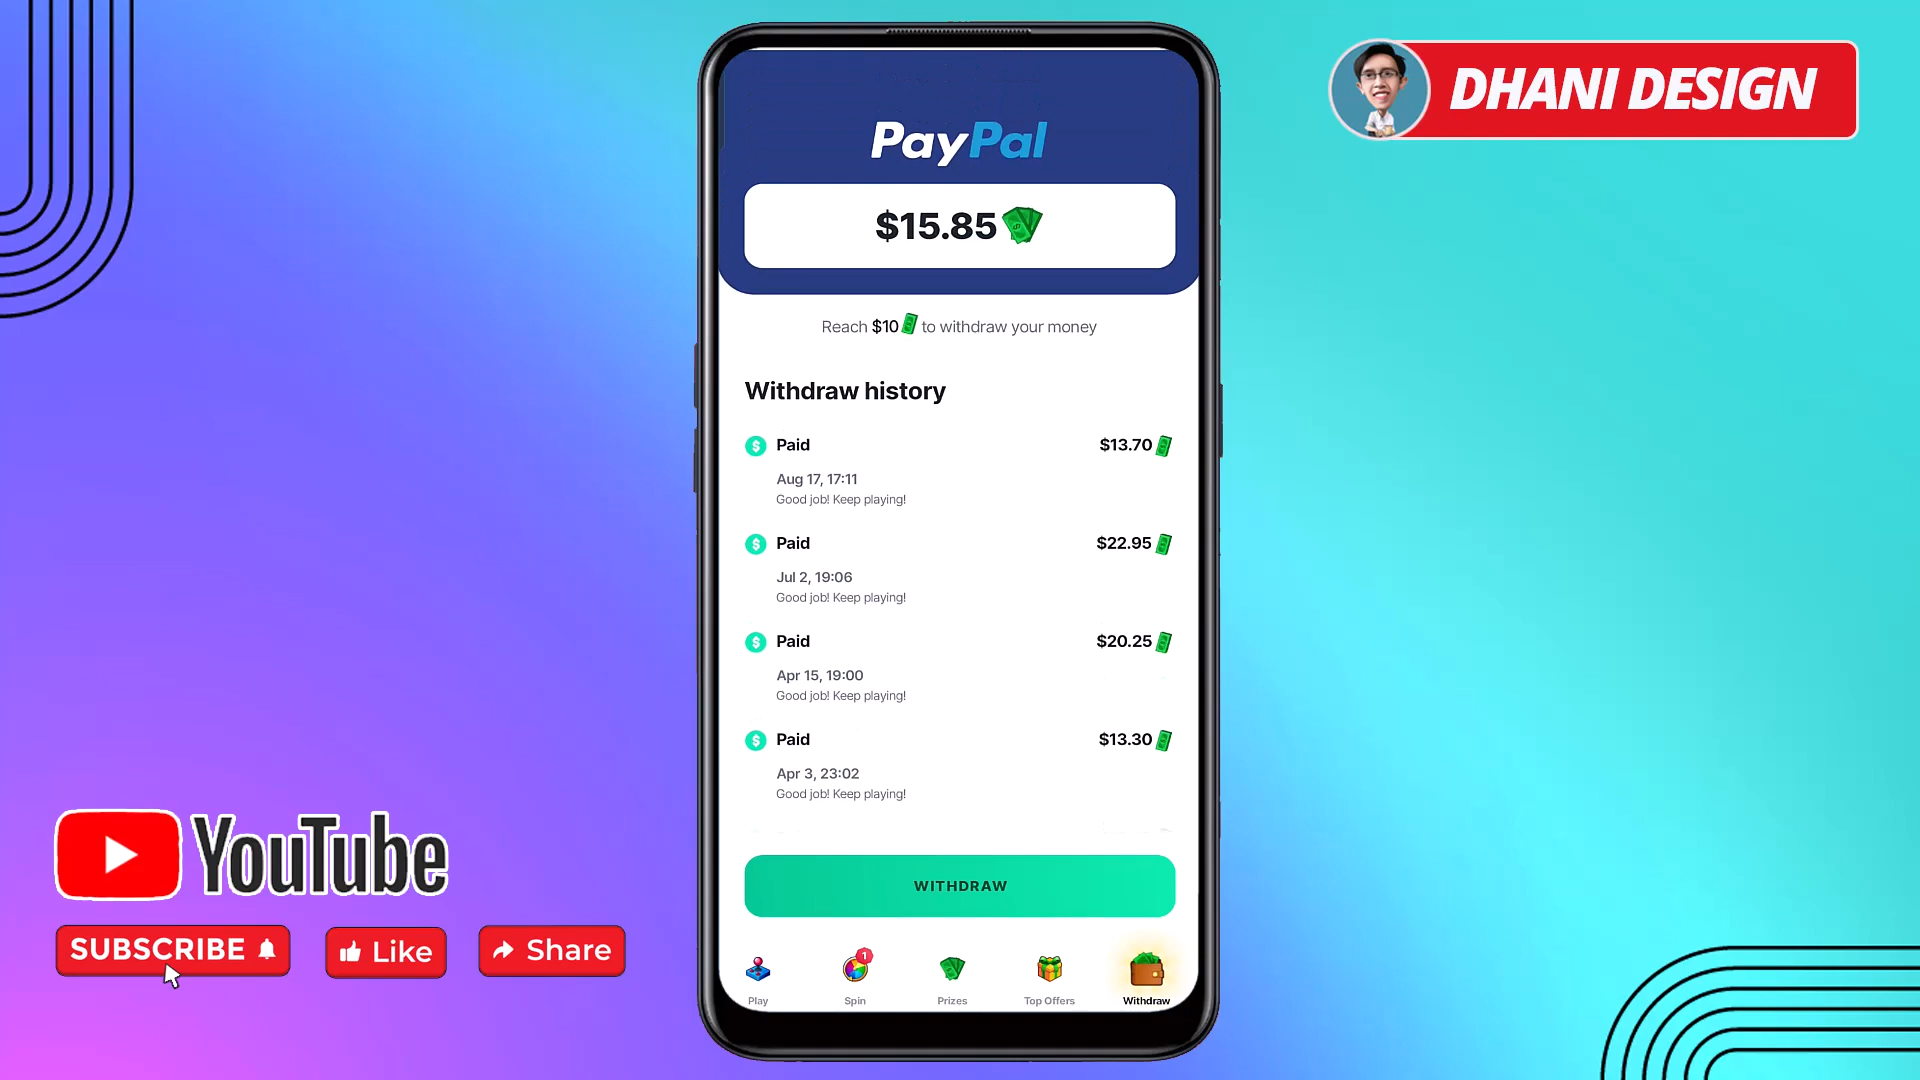 DHANI DESIGN
PayPal
$15.85
Reach $10 to withdraw your money
Withdraw history
Paid $13.70
Aug 17, 17:11
Good job! Keep playing!
Paid $22.95
Jul 2, 19:06
Good job! Keep playing!
Paid $20.25
Apr 15, 19:00
Good job! Keep playing!
Paid $13.30
Apr 3, 23:02
Good job! Keep playing!
WITHDRAW
1
Play Spin Prizes Top Offers Withdraw
YouTube
SUBSCRIBE Like Share